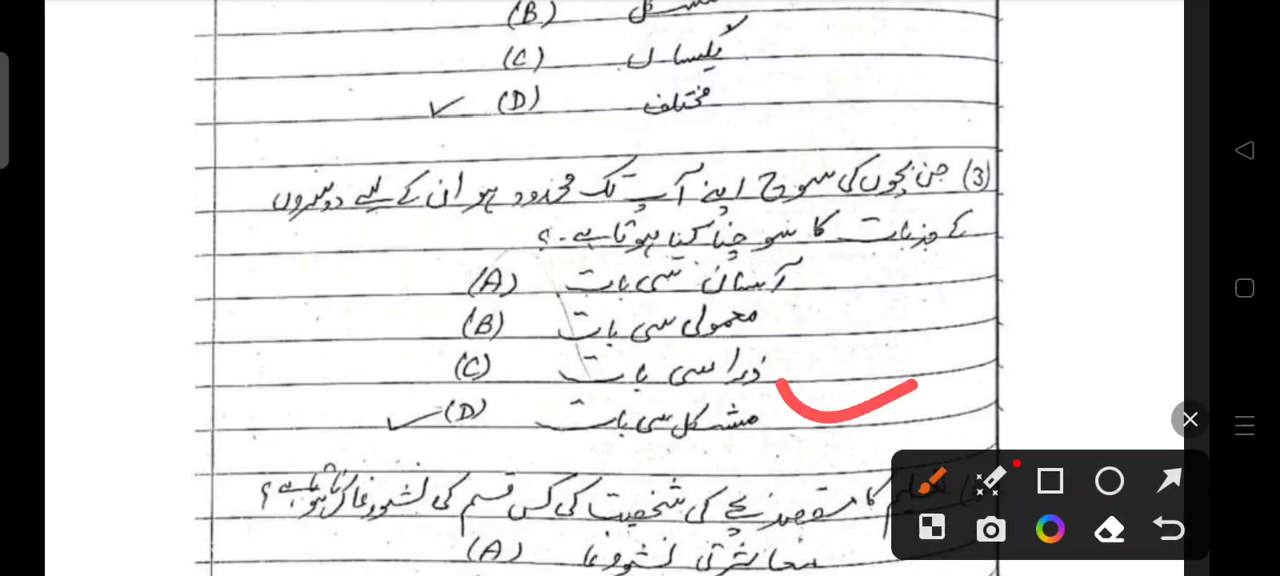 (B) مشکل
(C) یکساں
(D) مختلف ✓
(3) جن بچوں کی سوچ اپنے آپ تک محدود ہو ان کے لیے دوسروں
کے جذبات کا سوچنا کیسا ہوتا ہے۔؟
(A) آسان سی بات
(B) معمولی سی بات
(C) ذرا سی بات
(D) مشکل سی بات ✓
کا مقصد بچے کی شخصیت کی کس قسم کی نشوونما کرنا ہوتا ہے؟
(A) معاشرتی نشوونما